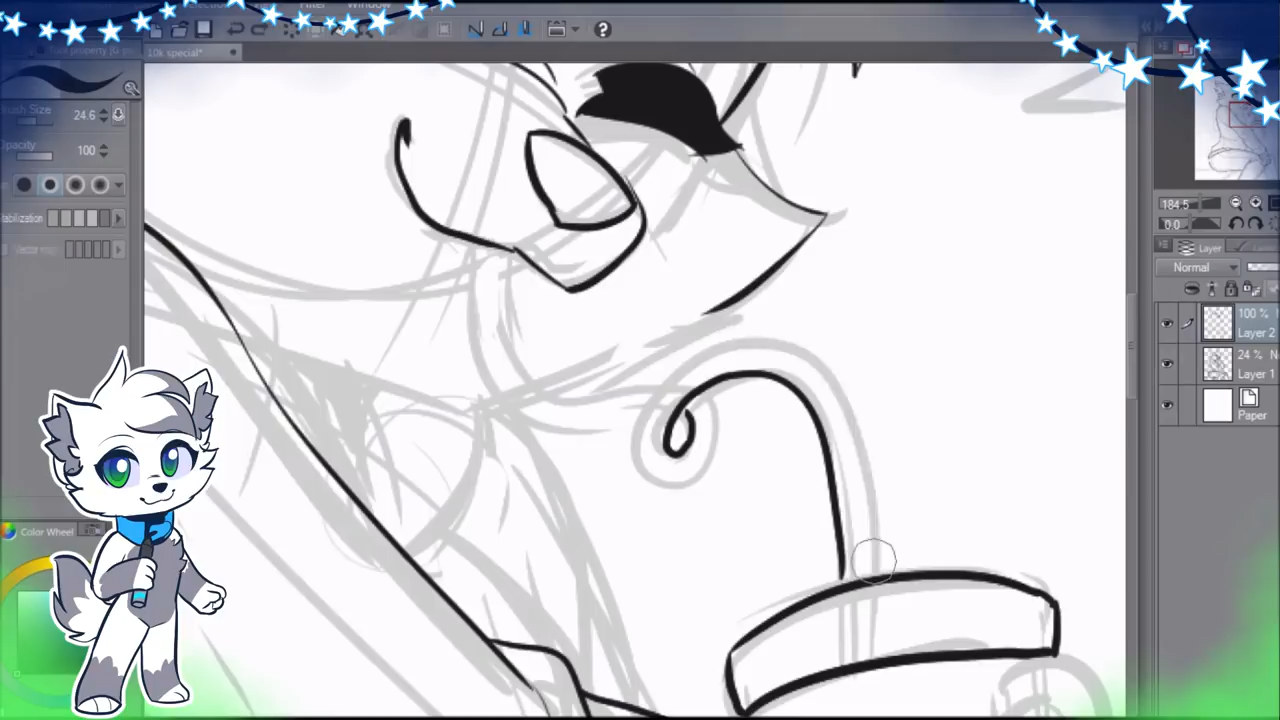 Window
10k special*
Brush Size
24.6
Opacity
100
Stabilization
Color Wheel
184.5
0.0
Layer
Normal
100 %
Layer 2
24 %
Layer 1
Paper